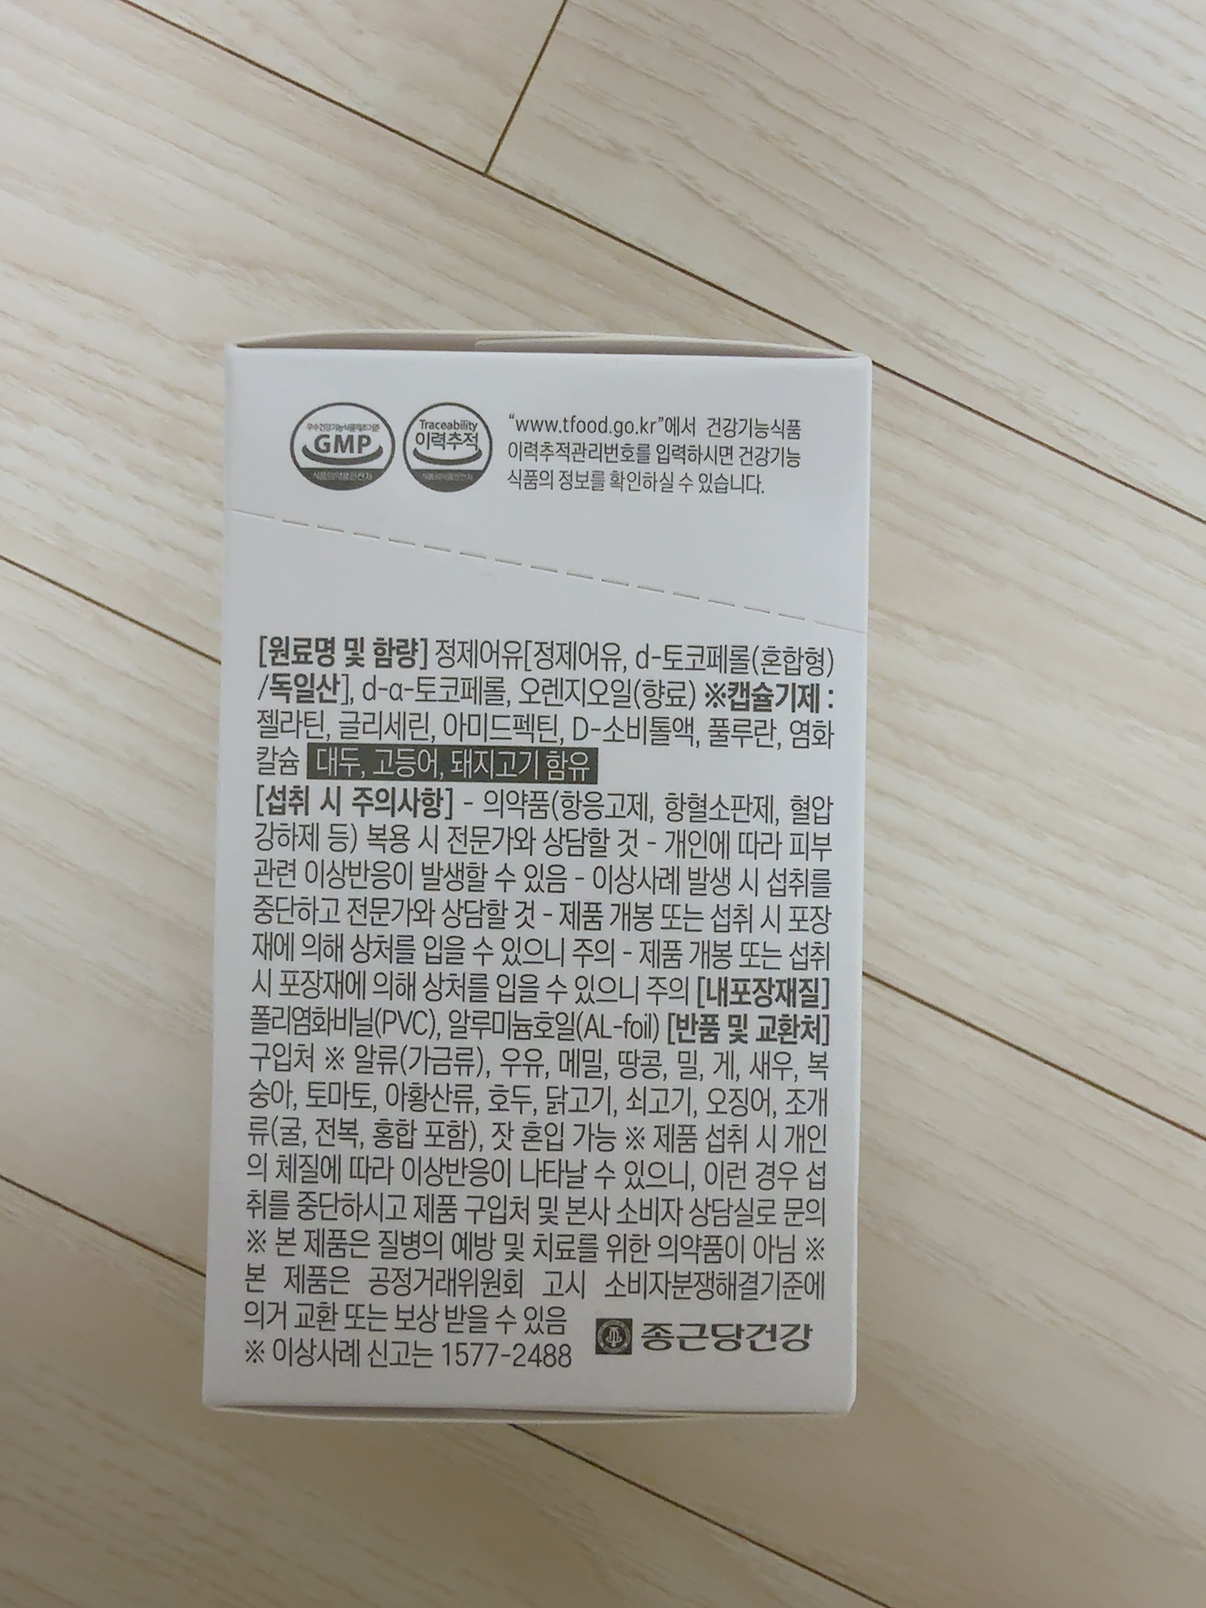 우수건강기능식품제조기준
GMP
식품의약품안전처
Traceability
이력추적
식품의약품안전처
“www.tfood.go.kr”에서 건강기능식품
이력추적관리번호를 입력하시면 건강기능
식품의 정보를 확인하실 수 있습니다.
[원료명 및 함량] 정제어유[정제어유, d-토코페롤(혼합형)
/독일산], d-α-토코페롤, 오렌지오일(향료) ※캡슐기제 :
젤라틴, 글리세린, 아미드펙틴, D-소비톨액, 풀루란, 염화
칼슘 대두, 고등어, 돼지고기 함유
[섭취 시 주의사항] - 의약품(항응고제, 항혈소판제, 혈압
강하제 등) 복용 시 전문가와 상담할 것 - 개인에 따라 피부
관련 이상반응이 발생할 수 있음 - 이상사례 발생 시 섭취를
중단하고 전문가와 상담할 것 - 제품 개봉 또는 섭취 시 포장
재에 의해 상처를 입을 수 있으니 주의 - 제품 개봉 또는 섭취
시 포장재에 의해 상처를 입을 수 있으니 주의 [내포장재질]
폴리염화비닐(PVC), 알루미늄호일(AL-foil) [반품 및 교환처]
구입처 ※ 알류(가금류), 우유, 메밀, 땅콩, 밀, 게, 새우, 복
숭아, 토마토, 아황산류, 호두, 닭고기, 쇠고기, 오징어, 조개
류(굴, 전복, 홍합 포함), 잣 혼입 가능 ※ 제품 섭취 시 개인
의 체질에 따라 이상반응이 나타날 수 있으니, 이런 경우 섭
취를 중단하시고 제품 구입처 및 본사 소비자 상담실로 문의
※ 본 제품은 질병의 예방 및 치료를 위한 의약품이 아님 ※
본 제품은 공정거래위원회 고시 소비자분쟁해결기준에
의거 교환 또는 보상 받을 수 있음
※ 이상사례 신고는 1577-2488
종근당건강